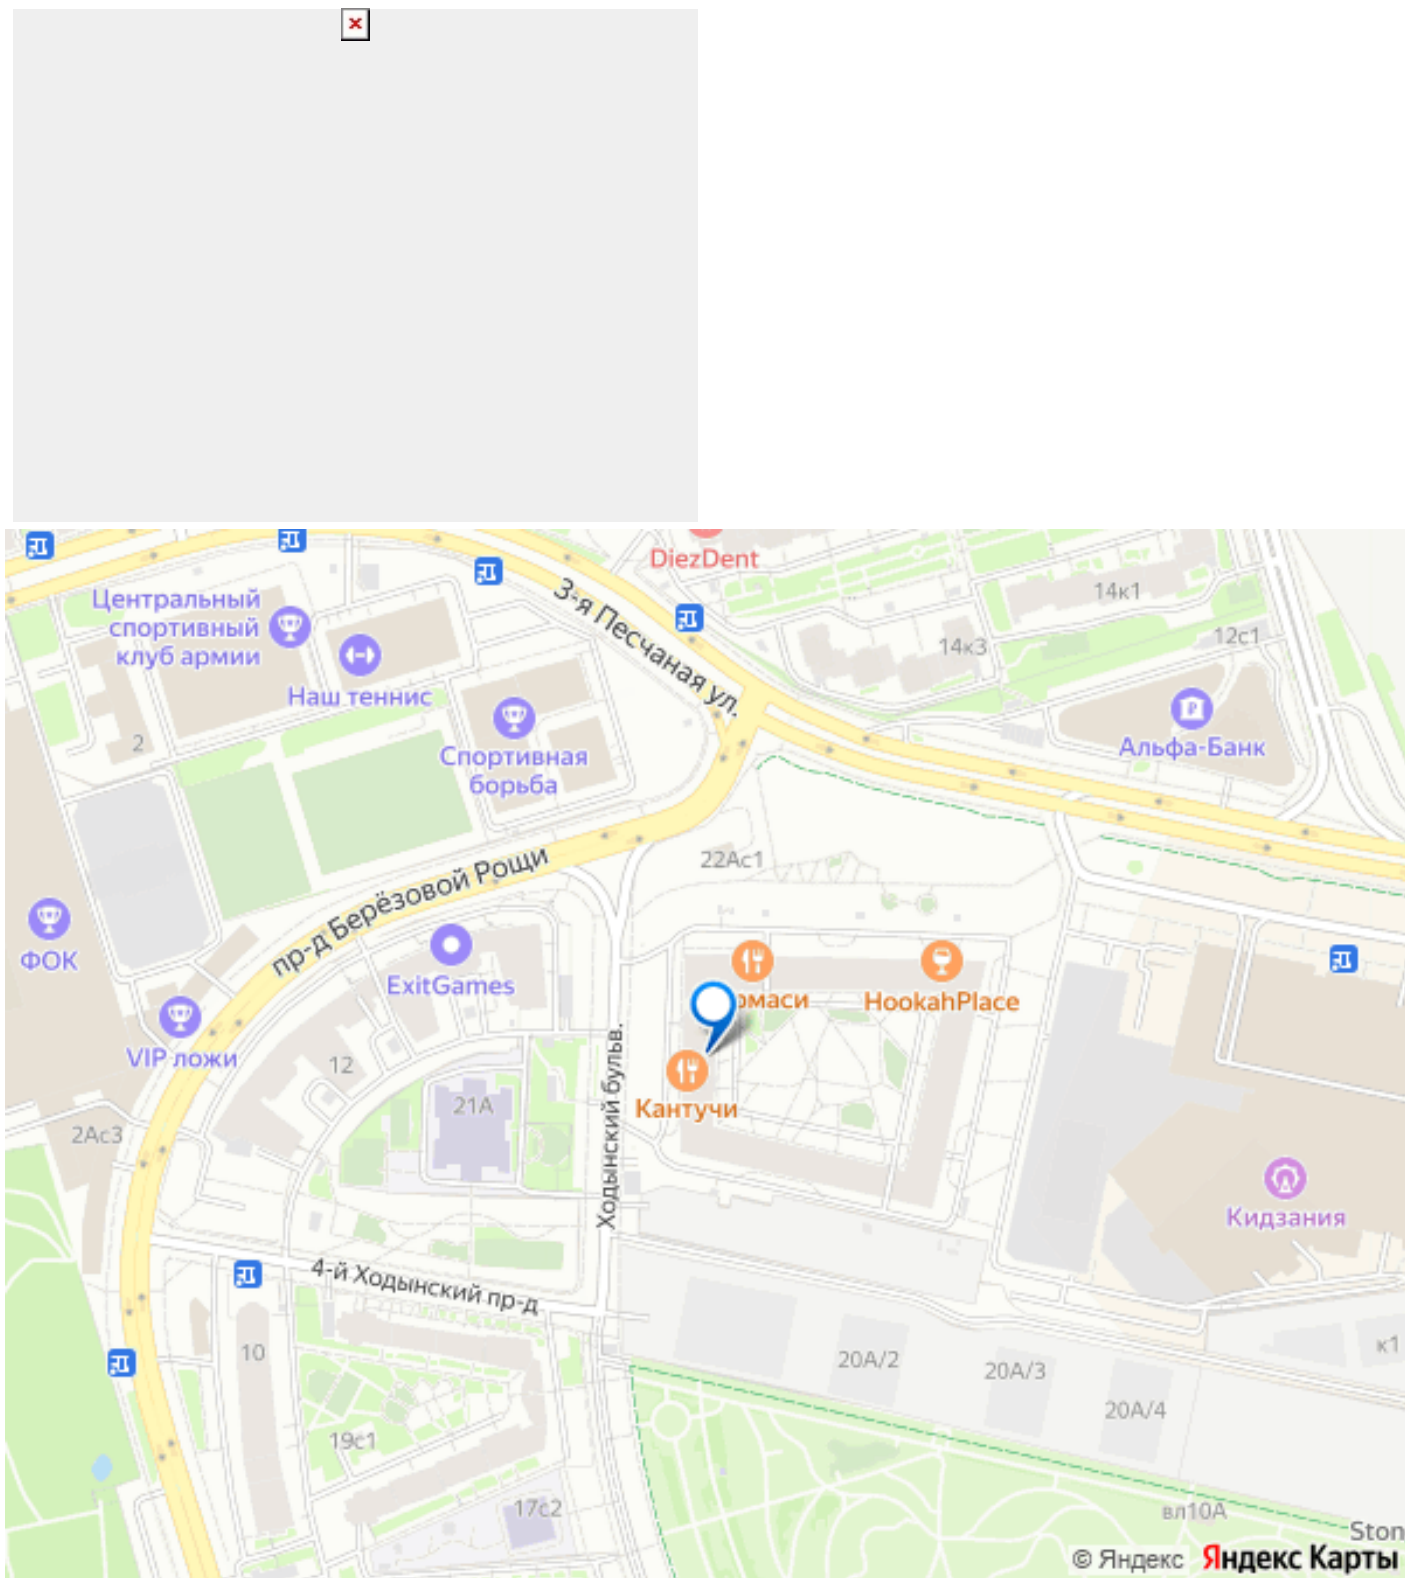 DiezDent
14к1
Центральный
спортивный
клуб армии
3-я Песчаная ул.
12с1
14к3
Наш теннис
2
Альфа-Банк
Спортивная
борьба
22Ас1
пр-д Берёзовой Рощи
ФОК
ExitGames
HookahPlace
VIP ложи
12
Ходынский бульв.
21А
Кантучи
2Ас3
Кидзания
4-й Ходынский пр-д
10
20А/2
к1
20А/3
20А/4
19с1
17с2
вл10А
Ston
© Яндекс Яндекс Карты